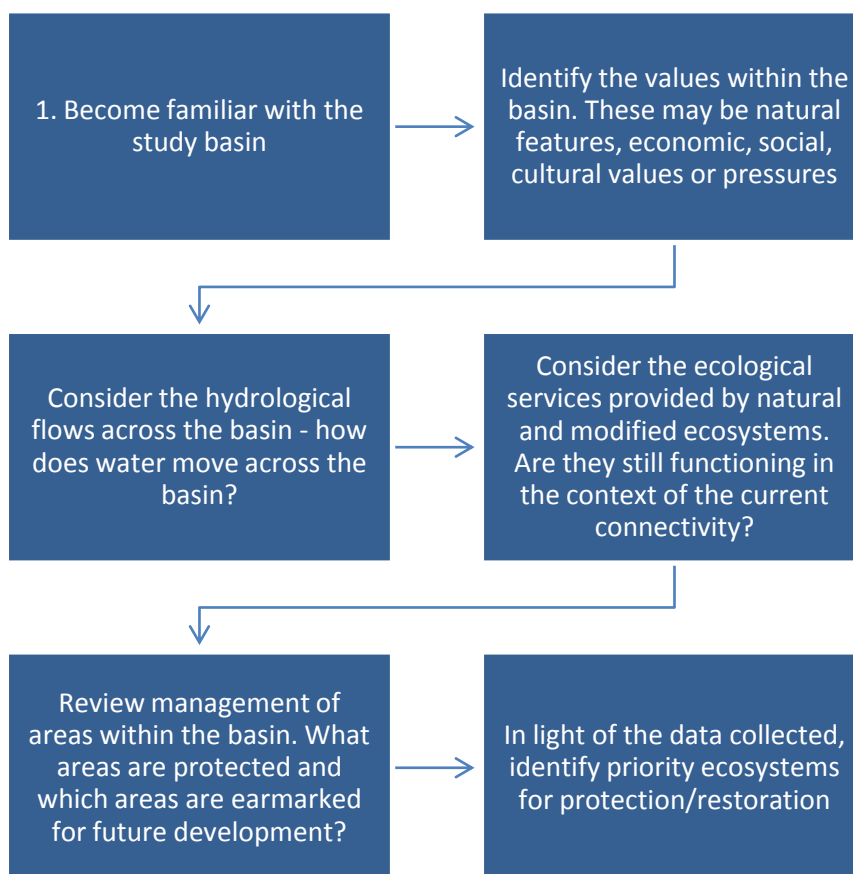 1. Become familiar with the
study basin
Identify the values within the
basin. These may be natural
features, economic, social,
cultural values or pressures
Consider the hydrological
flows across the basin - how
does water move across the
basin?
Consider the ecological
services provided by natural
and modified ecosystems.
Are they still functioning in
the context of the current
connectivity?
Review management of
areas within the basin. What
areas are protected and
which areas are earmarked
for future development?
In light of the data collected,
identify priority ecosystems
for protection/restoration